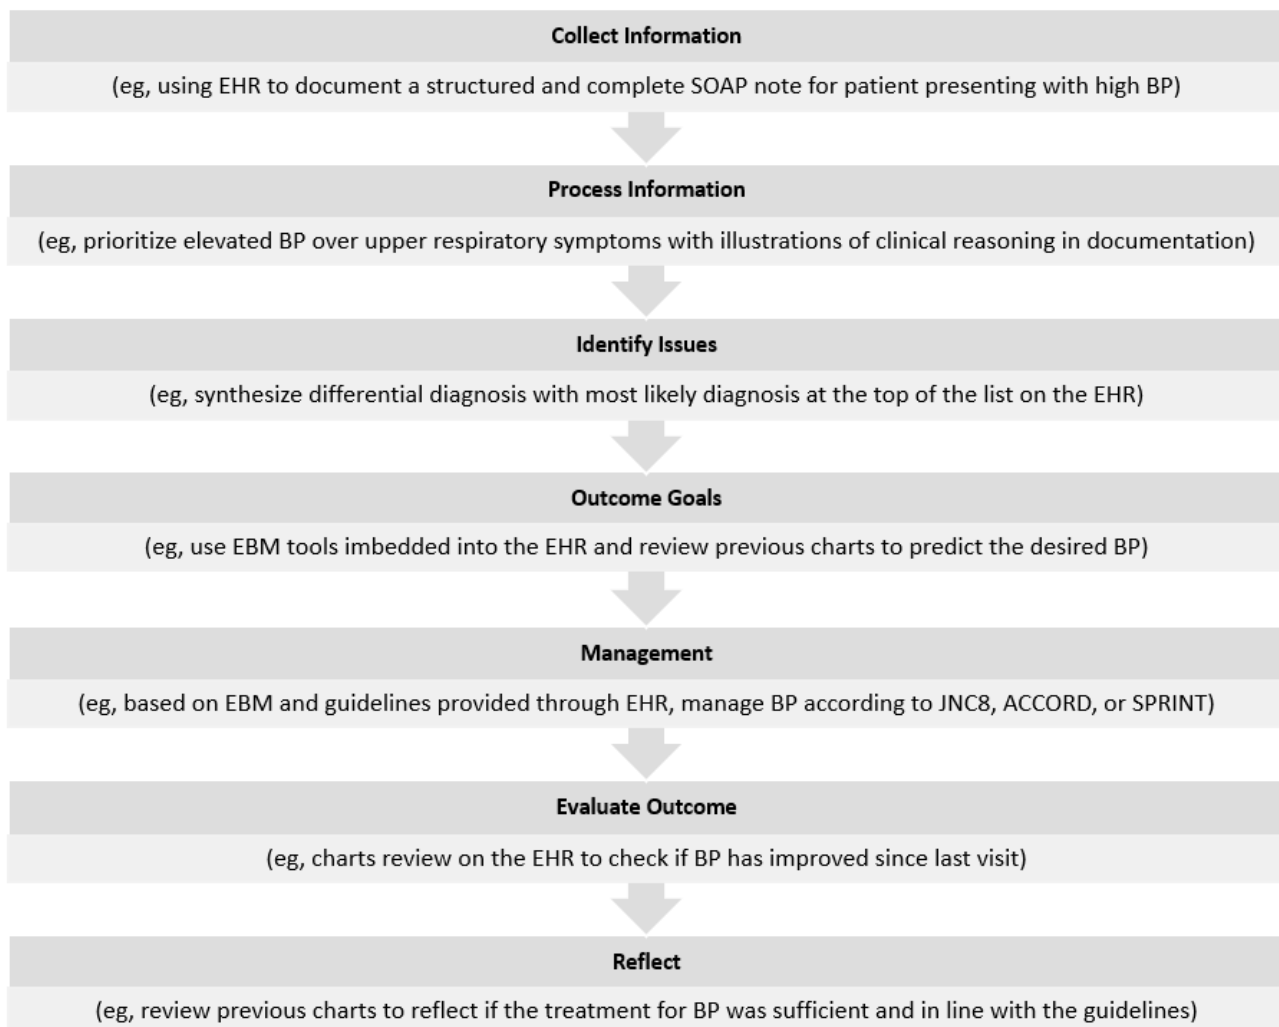 Collect Information
(eg, using EHR to document a structured and complete SOAP note for patient presenting with high BP)
Process Information
(eg, prioritize elevated BP over upper respiratory symptoms with illustrations of clinical reasoning in documentation)
Identify Issues
(eg, synthesize differential diagnosis with most likely diagnosis at the top of the list on the EHR)
Outcome Goals
(eg, use EBM tools imbedded into the EHR and review previous charts to predict the desired BP)
Management
(eg, based on EBM and guidelines provided through EHR, manage BP according to JNC8, ACCORD, or SPRINT)
Evaluate Outcome
(eg, charts review on the EHR to check if BP has improved since last visit)
Reflect
(eg, review previous charts to reflect if the treatment for BP was sufficient and in line with the guidelines)